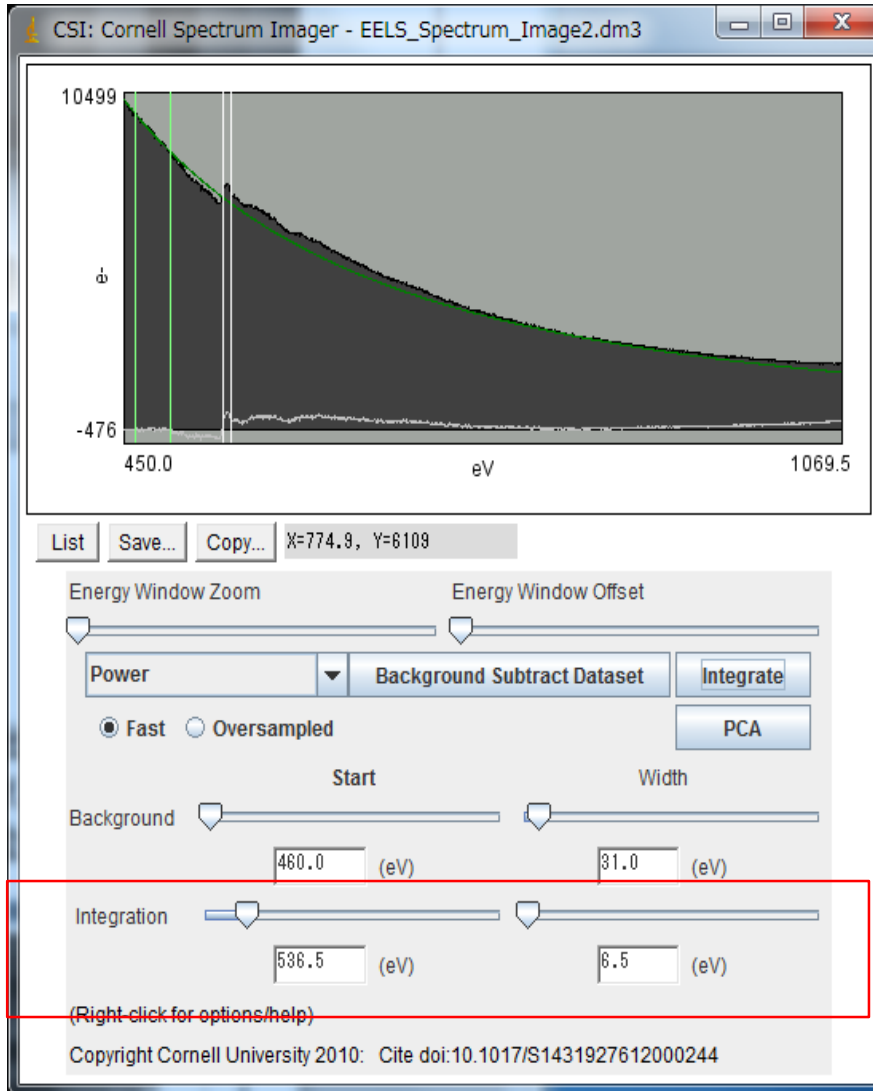 CSI: Cornell Spectrum Imager - EELS_Spectrum_Image2.dm3
10499
e-
-476
450.0 eV 1069.5
List Save... Copy... X=774.9, Y=6109
Energy Window Zoom Energy Window Offset
Power Background Subtract Dataset Integrate
Fast Oversampled PCA
Start Width
Background
460.0 (eV) 31.0 (eV)
Integration
536.5 (eV) 6.5 (eV)
(Right-click for options/help)
Copyright Cornell University 2010: Cite doi:10.1017/S1431927612000244